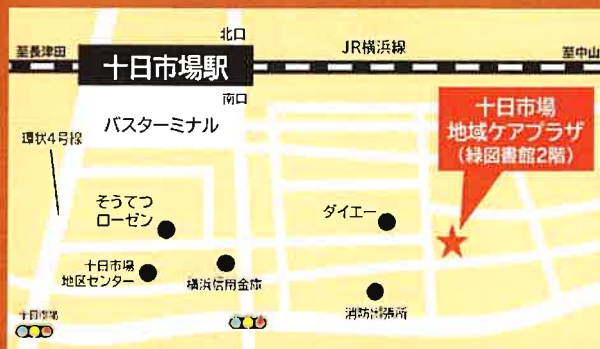 北口
JR横浜線
至長津田
至中山
十日市場駅
南口
バスターミナル
環状4号線
十日市場
地域ケアプラザ
(緑図書館2階)
そうてつ
ローゼン
ダイエー
十日市場
地区センター
横浜信用金庫
消防出張所
十日市場